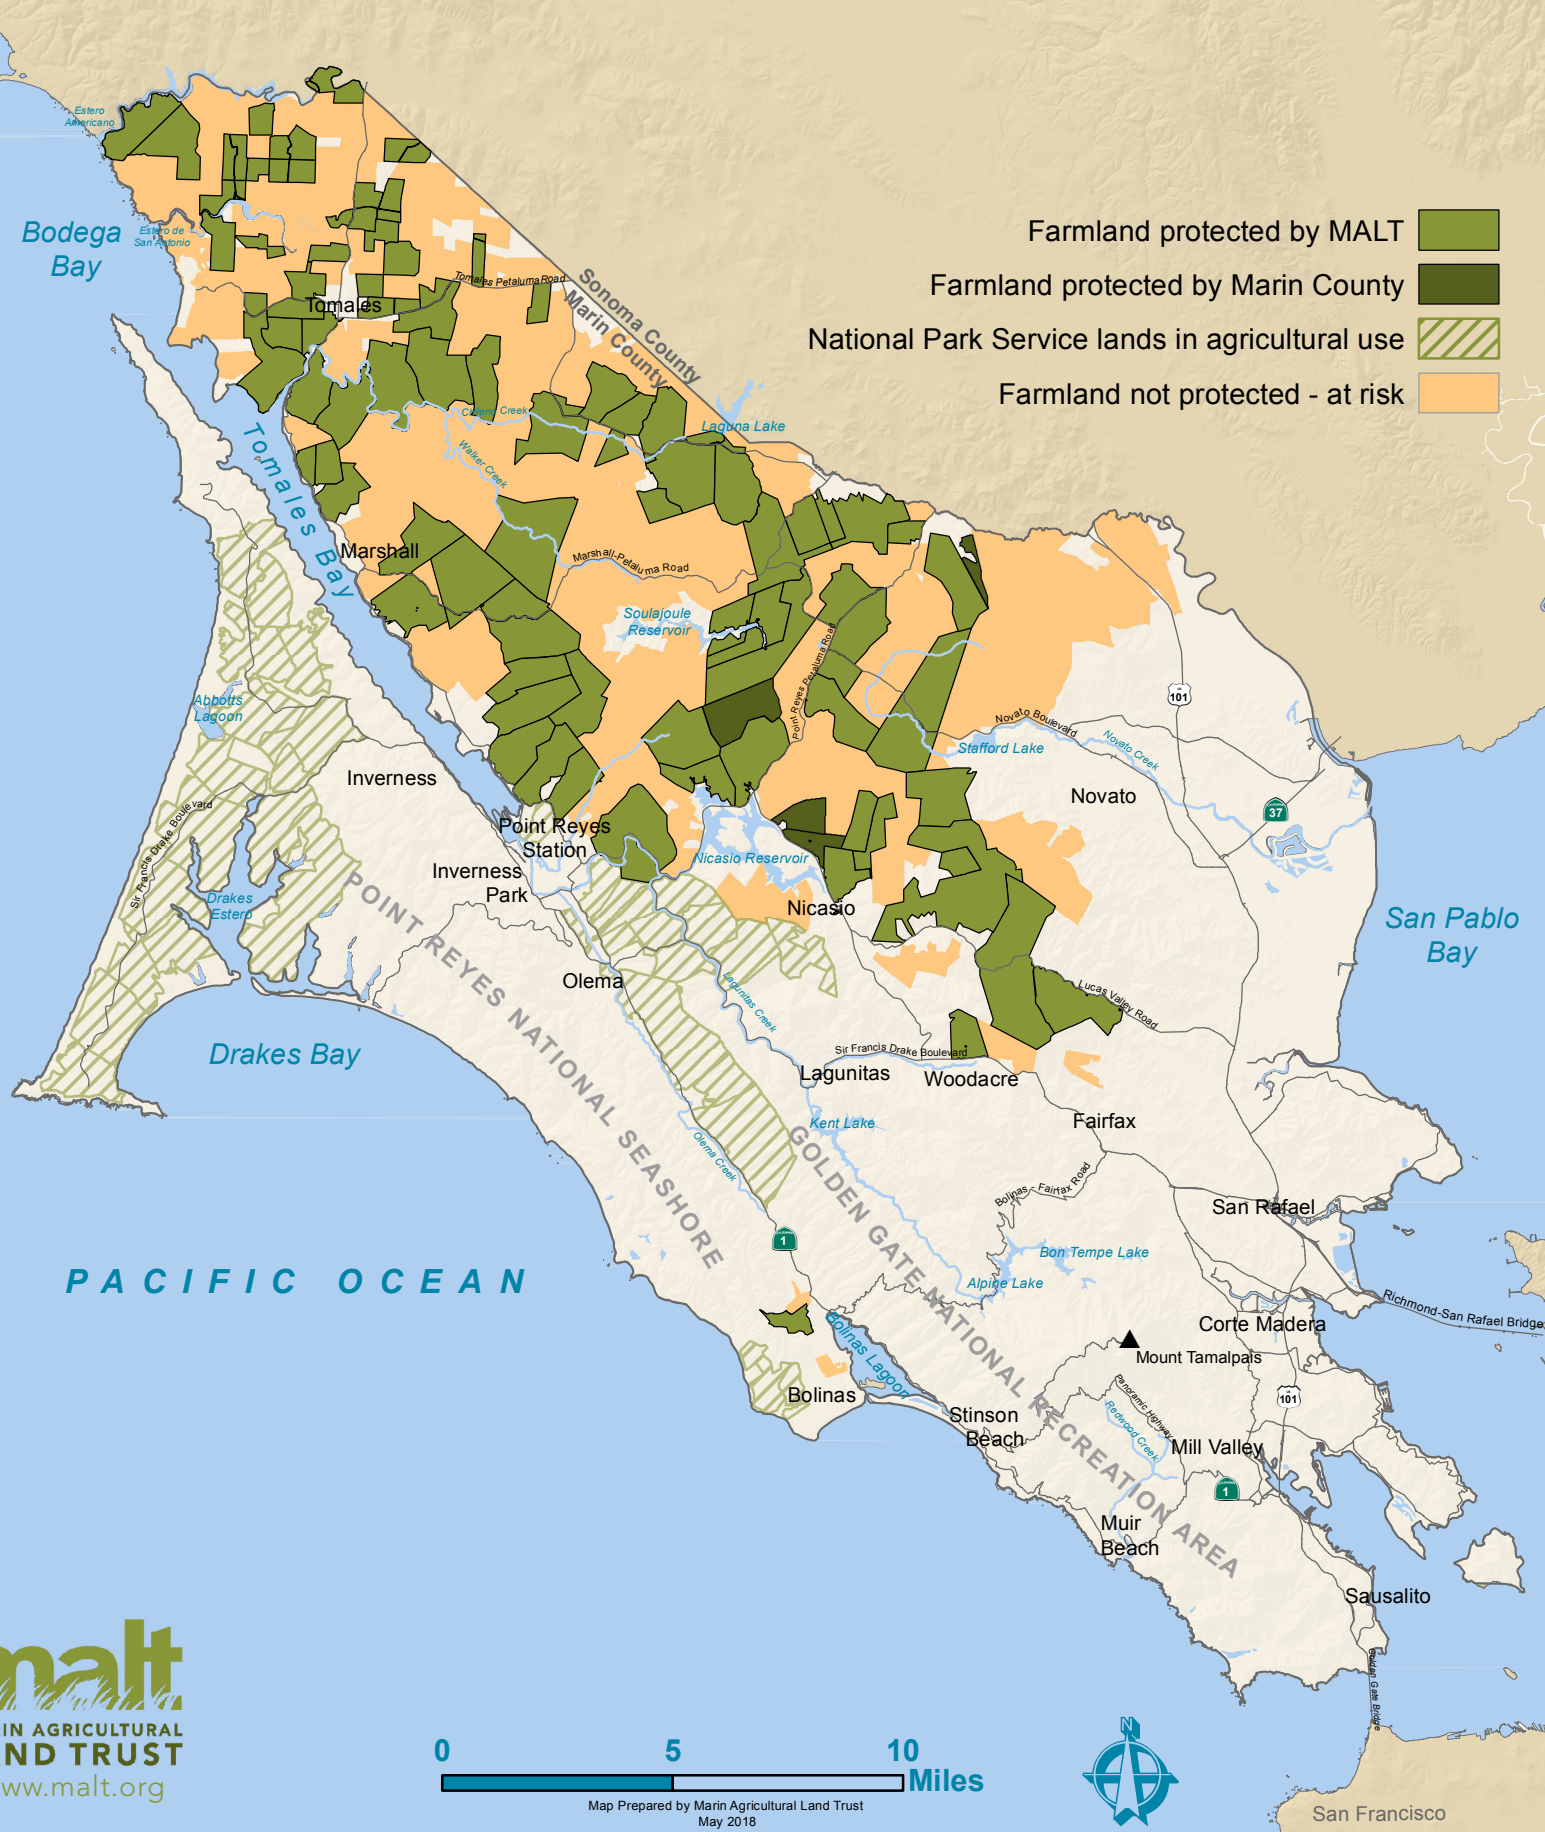 Estero
Americano
Bodega
Bay
Estero de
San Antonio
Farmland protected by MALT
Farmland protected by Marin County
National Park Service lands in agricultural use
Farmland not protected - at risk
Sonoma County
Marin County
Tomales Petaluma Road
Tomales
Chileno Creek
Laguna Lake
Walker Creek
Tomales Bay
Marshall
Marshall-Petaluma Road
Soulajoule
Reservoir
Point Reyes Petaluma Road
Abbotts
Lagoon
101
Novato Boulevard
Stafford Lake
Novato Creek
Inverness
Novato
37
Sir Francis Drake Boulevard
Point Reyes
Station
Nicasio Reservoir
Inverness
Park
Drakes
Estero
Nicasio
San Pablo
Bay
POINT REYES NATIONAL SEASHORE
Olema
Lagunitas Creek
Lucas Valley Road
Drakes Bay
Sir Francis Drake Boulevard
Lagunitas
Woodacre
Kent Lake
Fairfax
Olema Creek
GOLDEN GATE NATIONAL RECREATION AREA
Bolinas - Fairfax Road
San Rafael
1
Bon Tempe Lake
PACIFIC OCEAN
Alpine Lake
Richmond-San Rafael Bridge
Corte Madera
Bolinas Lagoon
Mount Tamalpais
Panoramic Highway
101
Bolinas
Redwood Creek
Stinson
Beach
Mill Valley
1
Muir
Beach
Sausalito
Golden Gate Bridge
malt
IN AGRICULTURAL
ND TRUST
ww.malt.org
0 5 10
Miles
N
Map Prepared by Marin Agricultural Land Trust
May 2018
San Francisco